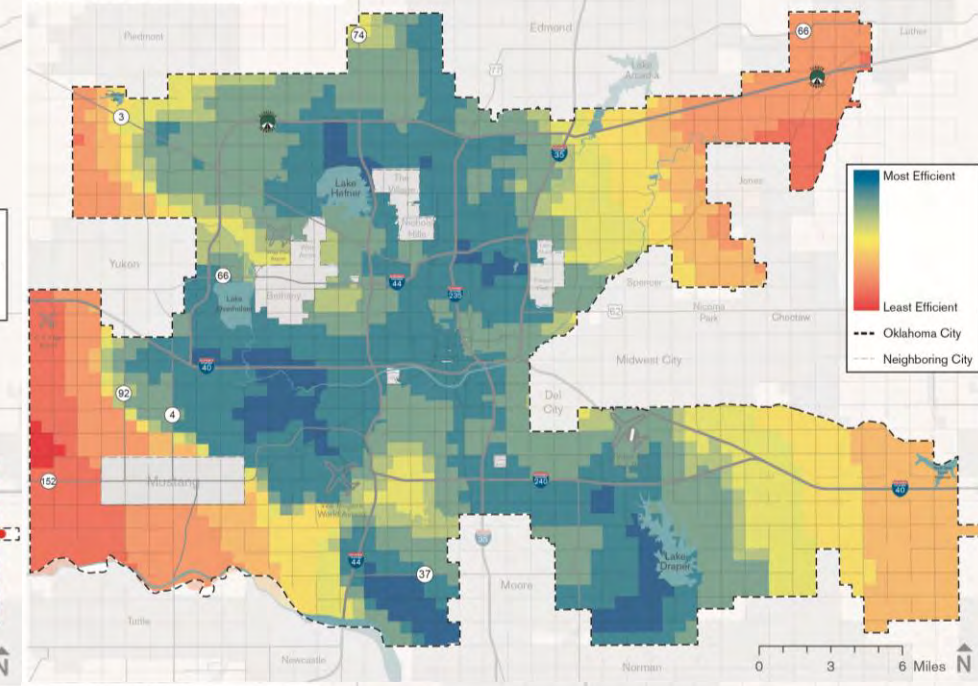 Piedmont
74
Edmond
66
Luther
77
Lake
Arcadia
3
35
Lake
Hefner
The
Village
Nichols
Hills
Jones
Most Efficient
Least Efficient
Oklahoma City
Neighboring City
Yukon
66
Bethany
44
235
Spencer
62
Nicoma
Park
Choctaw
Midwest City
40
92
4
Del
City
152
Mustang
240
40
44
35
37
Lake
Draper
Moore
Tuttle
Newcastle
Norman
0 3 6 Miles N
N